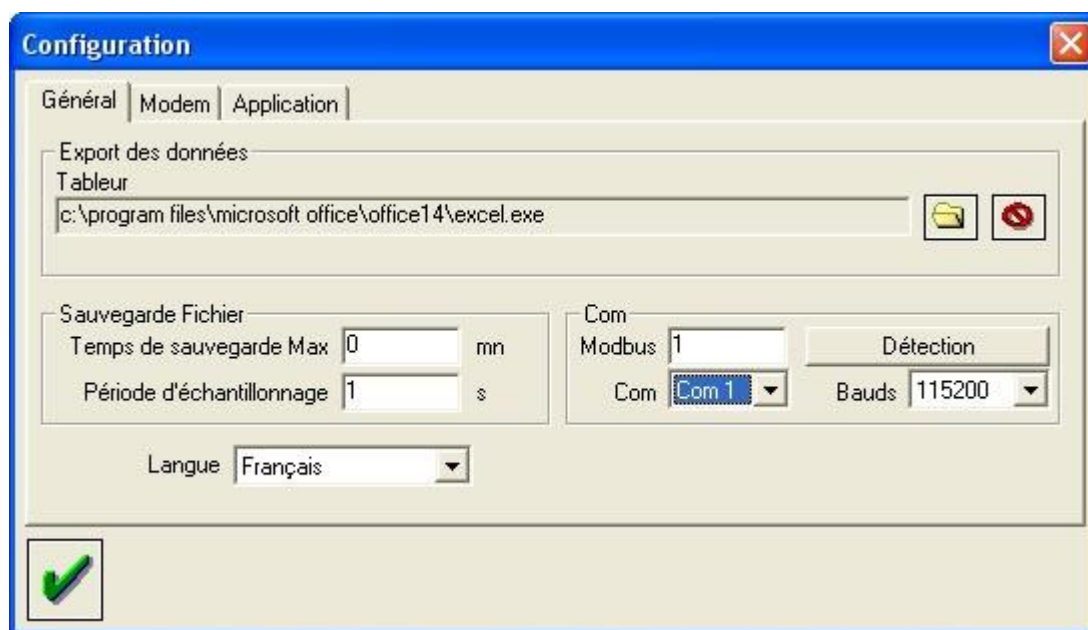 Configuration
Général Modem Application
Export des données
Tableur
c:\program files\microsoft office\office14\excel.exe
Sauvegarde Fichier
Temps de sauvegarde Max 0 mn
Période d'échantillonnage 1 s
Com
Modbus 1 Détection
Com Com 1 Bauds 115200
Langue Français